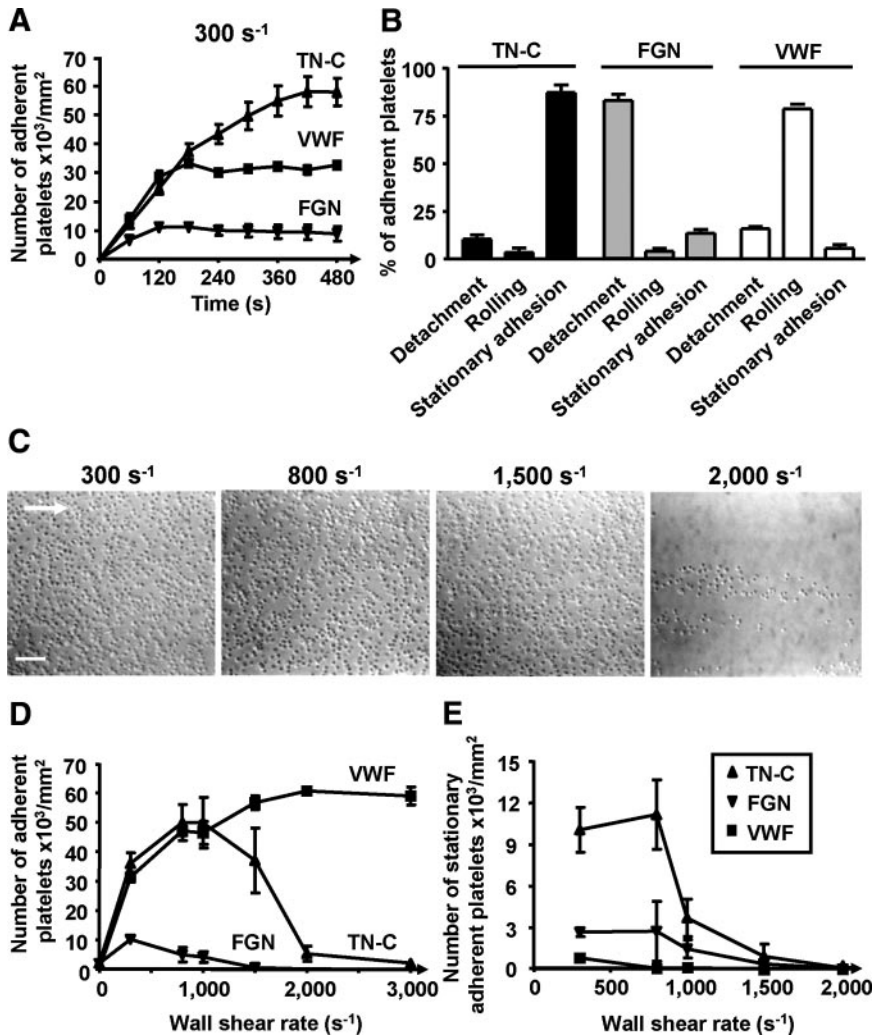 A
300 s⁻¹
Number of adherent
platelets x10³/mm²
70
60
50
40
30
20
10
0
TN-C
VWF
FGN
0 120 240 360 480
Time (s)
B
TN-C FGN VWF
% of adherent platelets
75
50
25
0
Detachment
Rolling
Stationary adhesion
Detachment
Rolling
Stationary adhesion
Detachment
Rolling
Stationary adhesion
C
300 s⁻¹ 800 s⁻¹ 1,500 s⁻¹ 2,000 s⁻¹
D
Number of adherent
platelets x10³/mm²
70
60
50
40
30
20
10
0
VWF
FGN TN-C
0 1,000 2,000 3,000
Wall shear rate (s⁻¹)
E
Number of stationary
adherent platelets x10³/mm²
15
12
9
6
3
0
TN-C
FGN
VWF
0 500 1,000 1,500 2,000
Wall shear rate (s⁻¹)